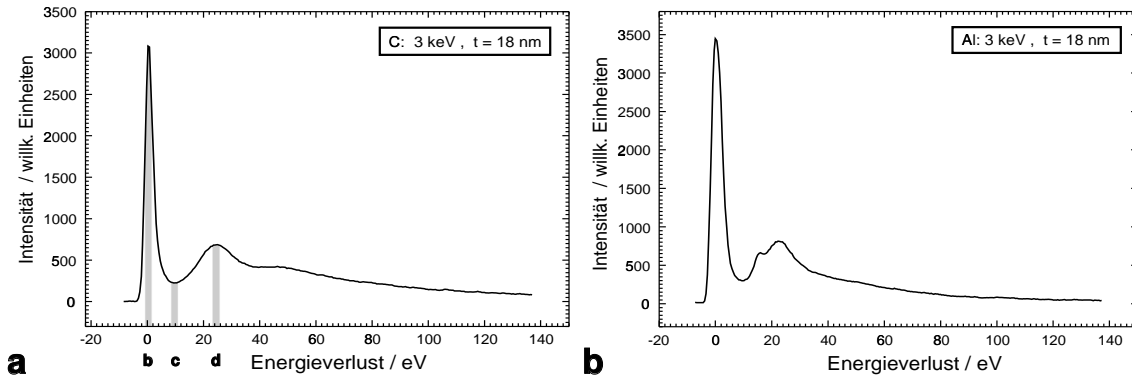 3500
3000
2500
2000
1500
1000
500
0
Intensität / willk. Einheiten
C: 3 keV , t = 18 nm
-20 0 20 40 60 80 100 120 140
b c d
Energieverlust / eV
a
3500
3000
2500
2000
1500
1000
500
0
Intensität / willk. Einheiten
Al: 3 keV , t = 18 nm
-20 0 20 40 60 80 100 120 140
Energieverlust / eV
b